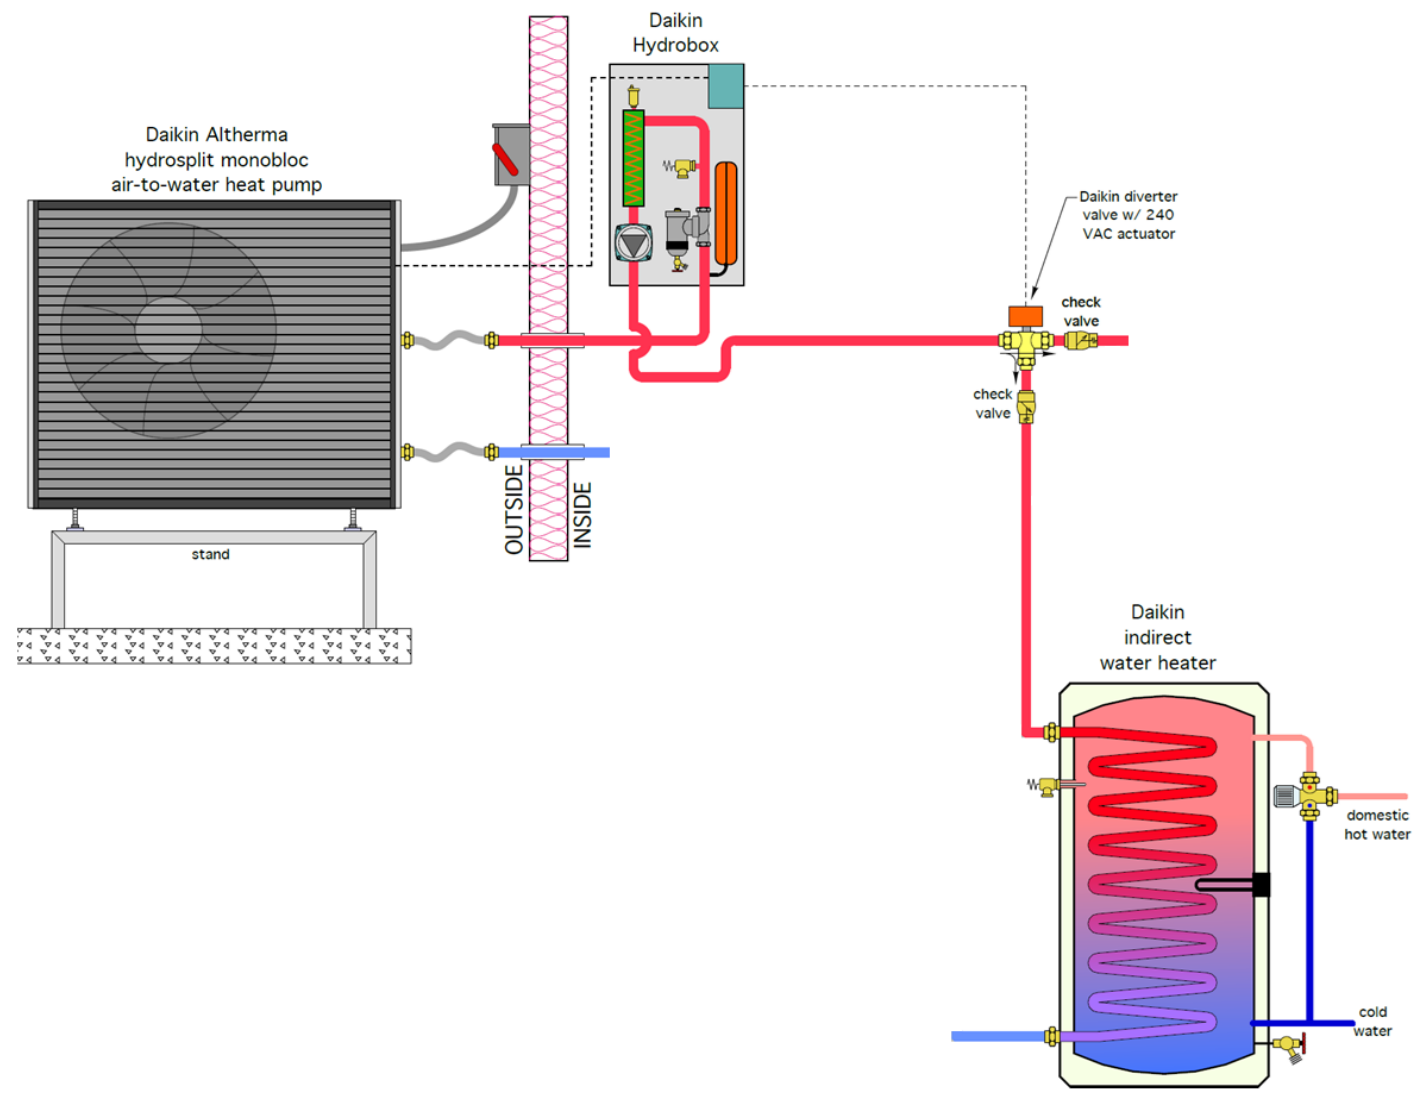 Daikin
Hydrobox
Daikin Altherma
hydrosplit monobloc
air-to-water heat pump
Daikin diverter
valve w/ 240
VAC actuator
check
valve
check
valve
OUTSIDE
INSIDE
stand
Daikin
indirect
water heater
domestic
hot water
cold
water